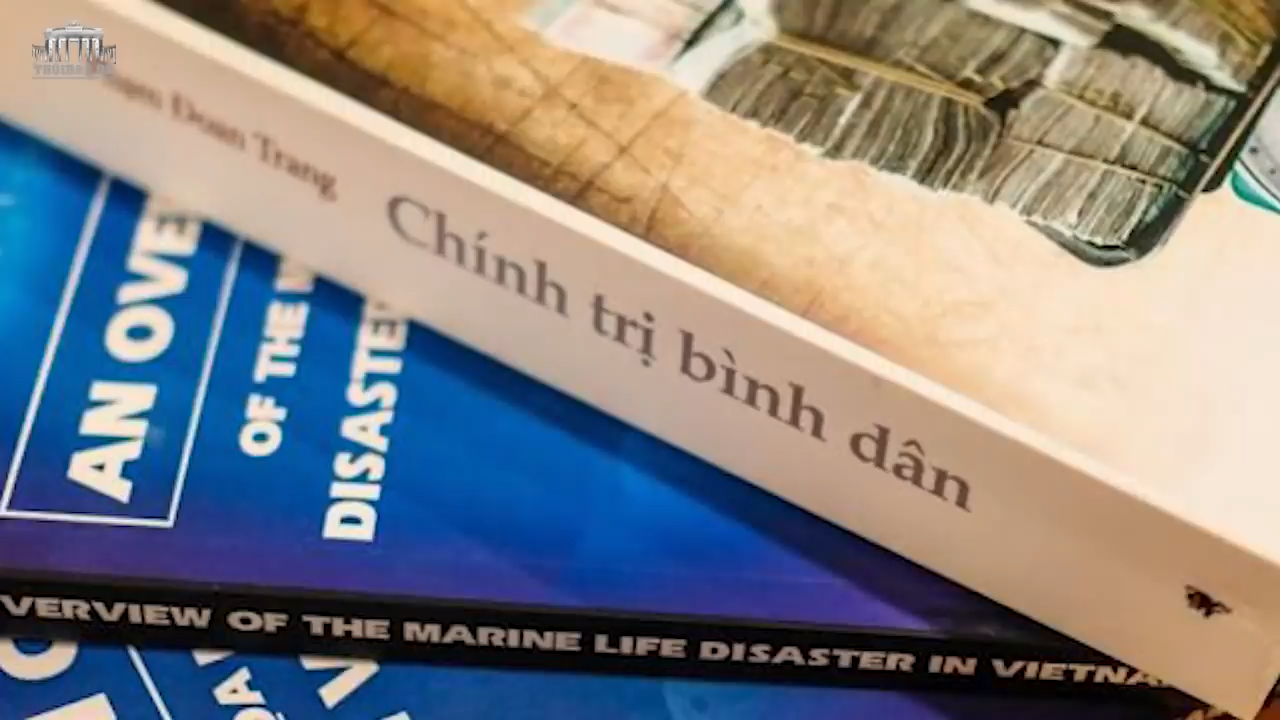 Doan Trang
Chính trị bình dân
AN OVE
OF THE
DISASTE
VERVIEW OF THE MARINE LIFE DISASTER IN VIETNA